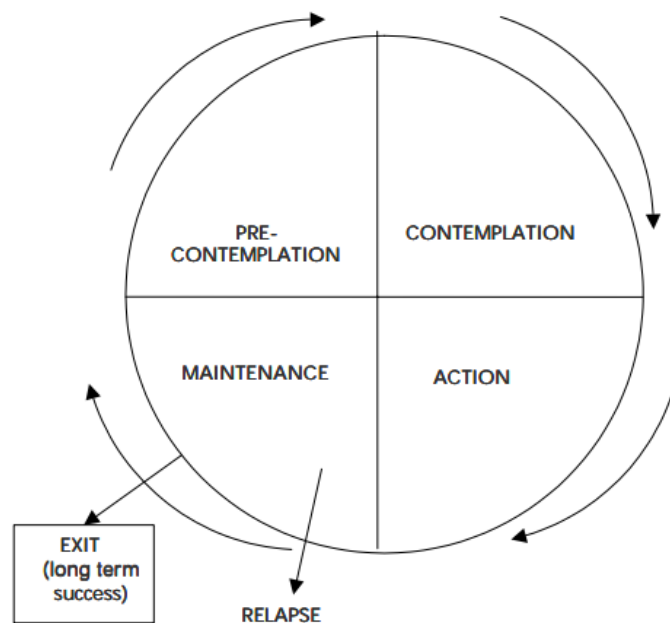 PRE-
CONTEMPLATION
CONTEMPLATION
MAINTENANCE
ACTION
EXIT
(long term
success)
RELAPSE